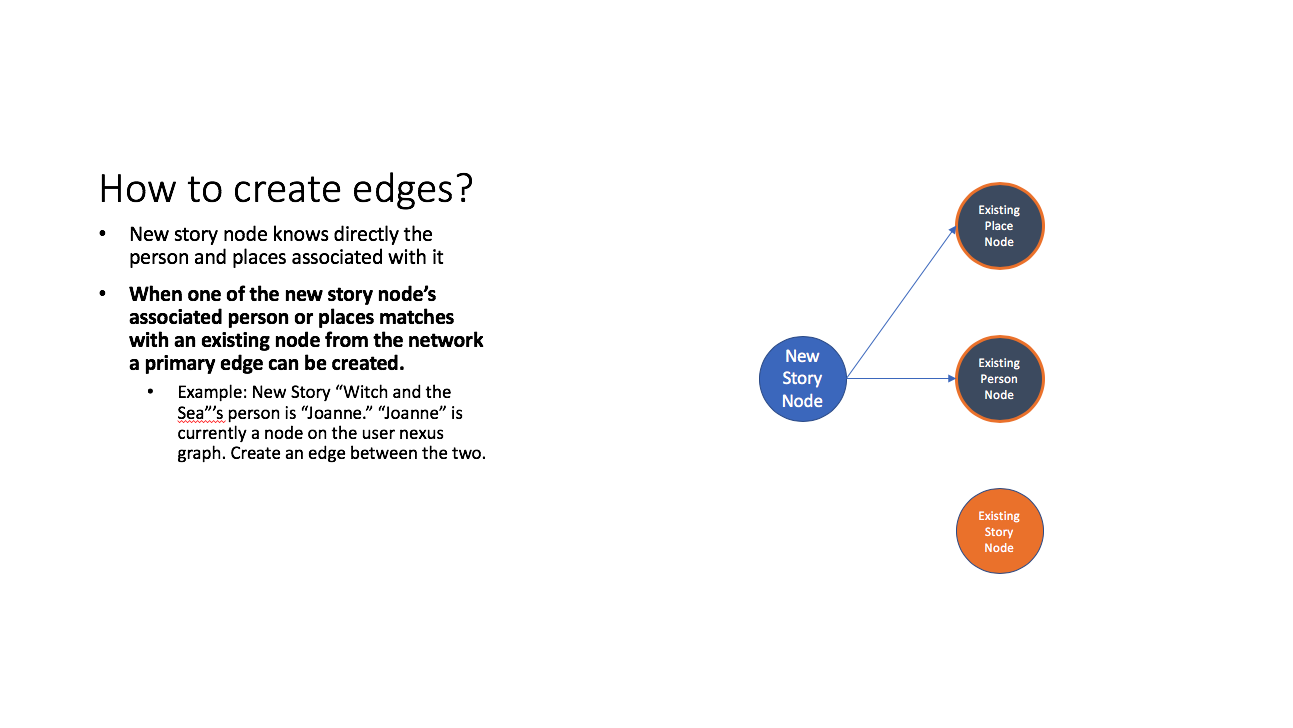 How to create edges?
• New story node knows directly the
person and places associated with it
• When one of the new story node’s
associated person or places matches
with an existing node from the network
a primary edge can be created.
• Example: New Story “Witch and the
Sea”’s person is “Joanne.” “Joanne” is
currently a node on the user nexus
graph. Create an edge between the two.
Existing
Place
Node
New
Story
Node
Existing
Person
Node
Existing
Story
Node